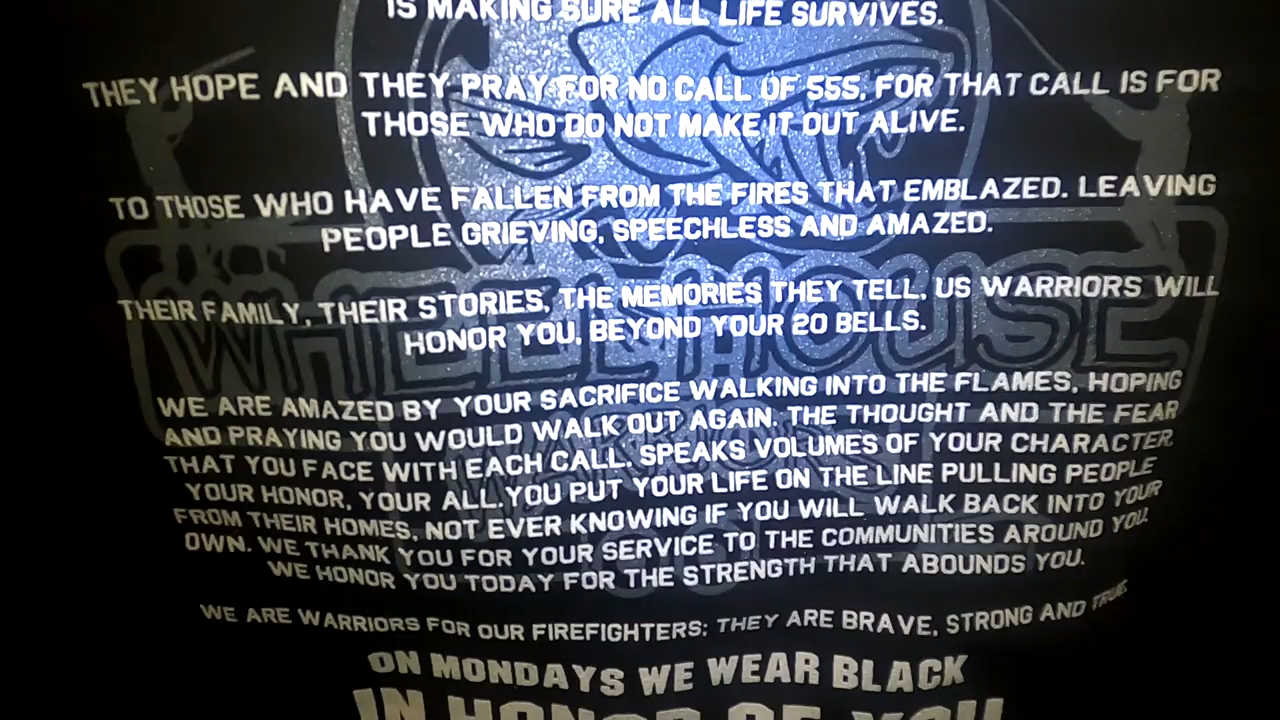 IS MAKING SURE ALL LIFE SURVIVES.
THEY HOPE AND THEY PRAY FOR NO CALL OF 555, FOR THAT CALL IS FOR
THOSE WHO DO NOT MAKE IT OUT ALIVE.
TO THOSE WHO HAVE FALLEN FROM THE FIRES THAT EMBLAZED. LEAVING
PEOPLE GRIEVING, SPEECHLESS AND AMAZED.
THEIR FAMILY, THEIR STORIES, THE MEMORIES THEY TELL, US WARRIORS WILL
HONOR YOU, BEYOND YOUR 20 BELLS.
WHEELHOUSE
WARRIORS
WE ARE AMAZED BY YOUR SACRIFICE WALKING INTO THE FLAMES, HOPING
AND PRAYING YOU WOULD WALK OUT AGAIN. THE THOUGHT AND THE FEAR
THAT YOU FACE WITH EACH CALL. SPEAKS VOLUMES OF YOUR CHARACTER
YOUR HONOR, YOUR ALL. YOU PUT YOUR LIFE ON THE LINE PULLING PEOPLE
FROM THEIR HOMES, NOT EVER KNOWING IF YOU WILL WALK BACK INTO YOUR
OWN. WE THANK YOU FOR YOUR SERVICE TO THE COMMUNITIES AROUND YOU.
WE HONOR YOU TODAY FOR THE STRENGTH THAT ABOUNDS YOU.
WE ARE WARRIORS FOR OUR FIREFIGHTERS; THEY ARE BRAVE, STRONG AND TRUE.
ON MONDAYS WE WEAR BLACK
IN HONOR OF YOU